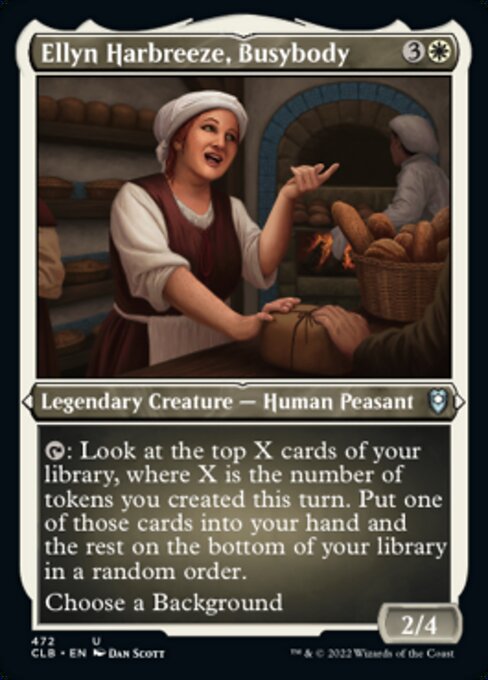 Ellyn Harbreeze, Busybody 3
Legendary Creature — Human Peasant
: Look at the top X cards of your
library, where X is the number of
tokens you created this turn. Put one
of those cards into your hand and
the rest on the bottom of your library
in a random order.
Choose a Background
2/4
472 U
CLB • EN Dan Scott
™ & © 2022 Wizards of the Coast